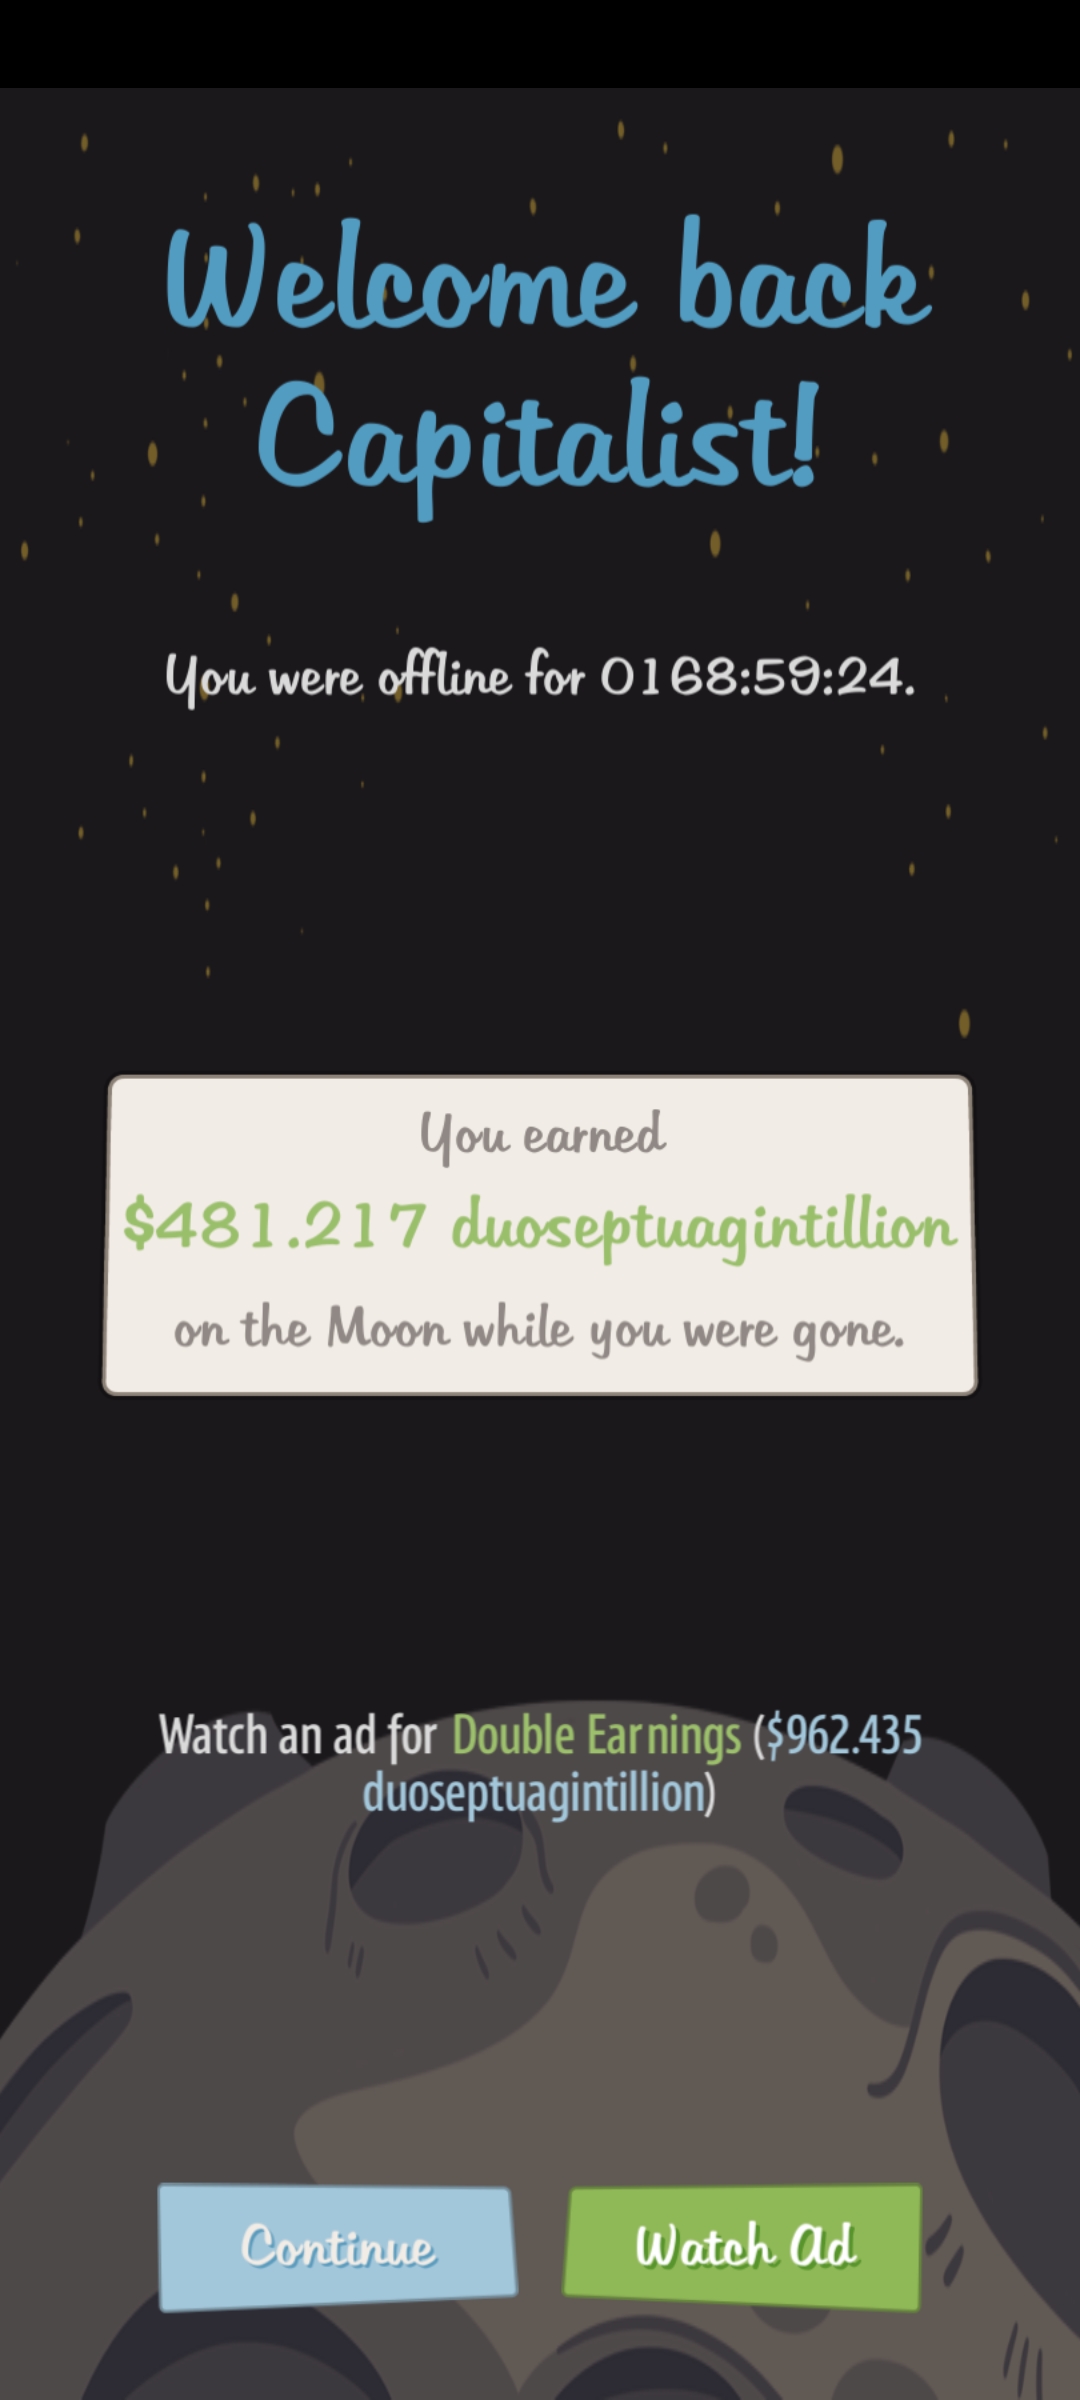 Welcome back
Capitalist!
You were offline for 0168:59:24.
You earned
$481.217 duoseptuagintillion
on the Moon while you were gone.
Watch an ad for Double Earnings ($962.435
duoseptuagintillion)
Continue
Watch Ad